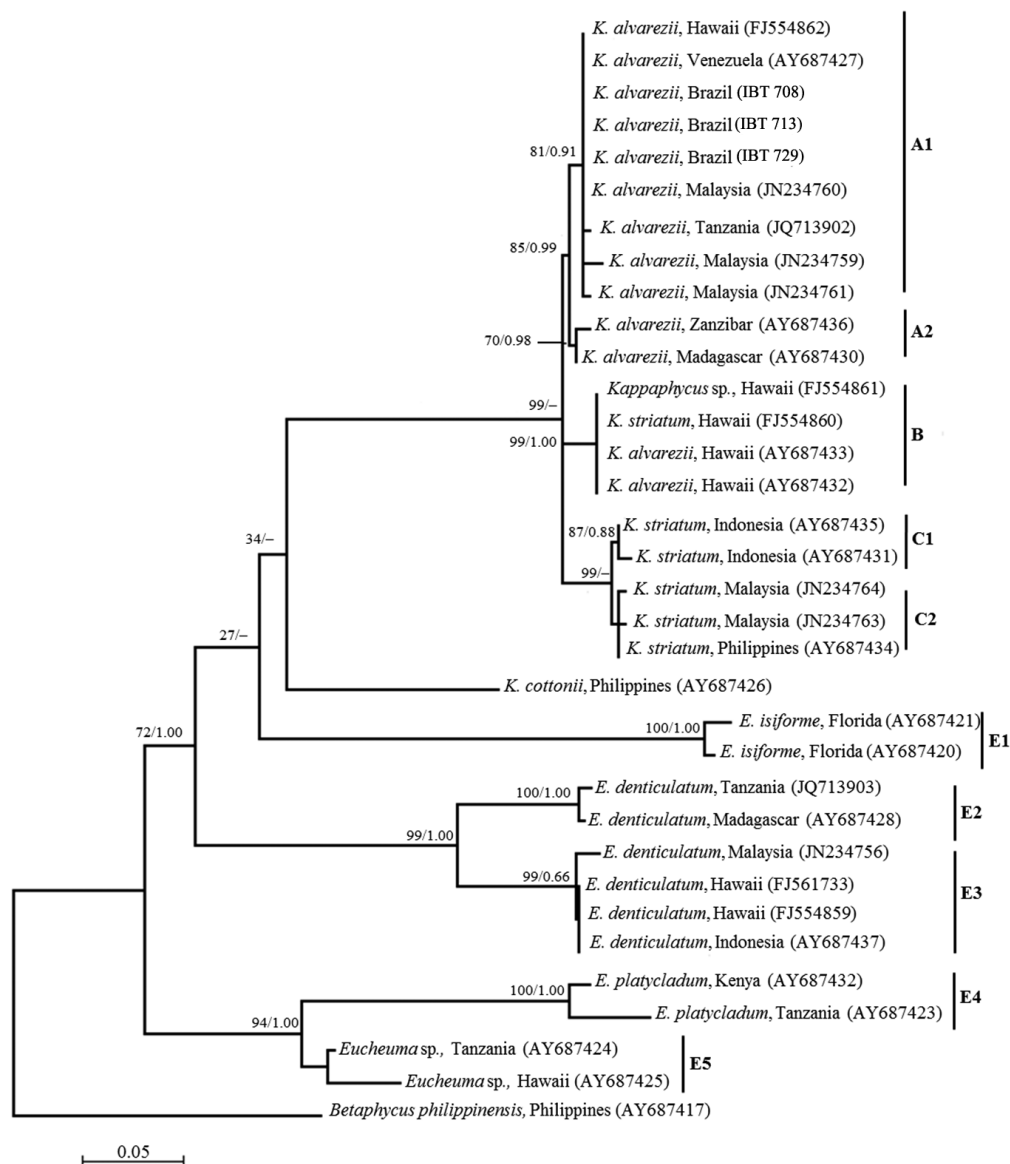 K. alvarezii, Hawaii (FJ554862)
K. alvarezii, Venezuela (AY687427)
K. alvarezii, Brazil (IBT 708)
K. alvarezii, Brazil (IBT 713)
K. alvarezii, Brazil (IBT 729)
A1
81/0.91
K. alvarezii, Malaysia (JN234760)
K. alvarezii, Tanzania (JQ713902)
85/0.99
K. alvarezii, Malaysia (JN234759)
K. alvarezii, Malaysia (JN234761)
K. alvarezii, Zanzibar (AY687436)
A2
70/0.98
K. alvarezii, Madagascar (AY687430)
Kappaphycus sp., Hawaii (FJ554861)
99/–
K. striatum, Hawaii (FJ554860)
B
99/1.00
K. alvarezii, Hawaii (AY687433)
K. alvarezii, Hawaii (AY687432)
K. striatum, Indonesia (AY687435)
87/0.88
C1
34/–
K. striatum, Indonesia (AY687431)
99/–
K. striatum, Malaysia (JN234764)
K. striatum, Malaysia (JN234763)
C2
27/–
K. striatum, Philippines (AY687434)
K. cottonii, Philippines (AY687426)
E. isiforme, Florida (AY687421)
72/1.00
100/1.00
E1
E. isiforme, Florida (AY687420)
E. denticulatum, Tanzania (JQ713903)
100/1.00
E2
E. denticulatum, Madagascar (AY687428)
99/1.00
E. denticulatum, Malaysia (JN234756)
99/0.66
E. denticulatum, Hawaii (FJ561733)
E3
E. denticulatum, Hawaii (FJ554859)
E. denticulatum, Indonesia (AY687437)
E. platycladum, Kenya (AY687432)
100/1.00
E4
E. platycladum, Tanzania (AY687423)
94/1.00
Eucheuma sp., Tanzania (AY687424)
E5
Eucheuma sp., Hawaii (AY687425)
Betaphycus philippinensis, Philippines (AY687417)
0.05